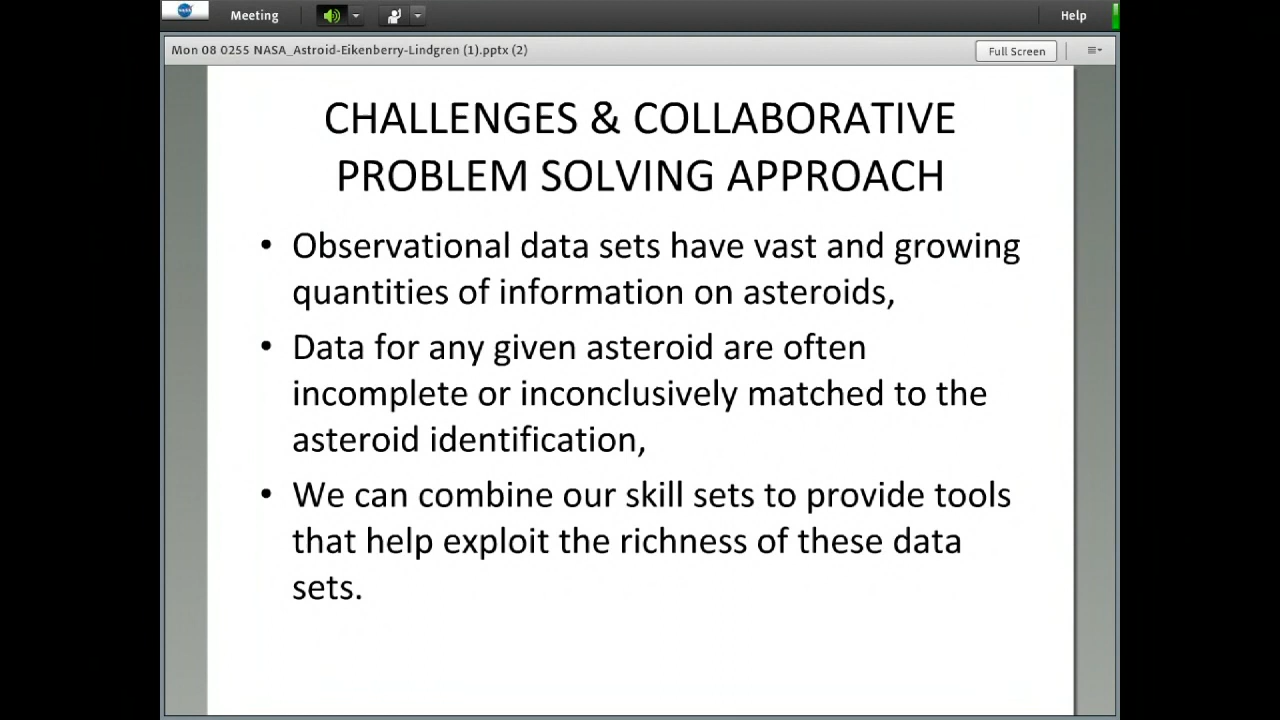 Meeting
Help
Mon 08 0255 NASA_Astroid-Eikenberry-Lindgren (1).pptx (2)
Full Screen
CHALLENGES & COLLABORATIVE
PROBLEM SOLVING APPROACH
• Observational data sets have vast and growing
quantities of information on asteroids,
• Data for any given asteroid are often
incomplete or inconclusively matched to the
asteroid identification,
• We can combine our skill sets to provide tools
that help exploit the richness of these data
sets.